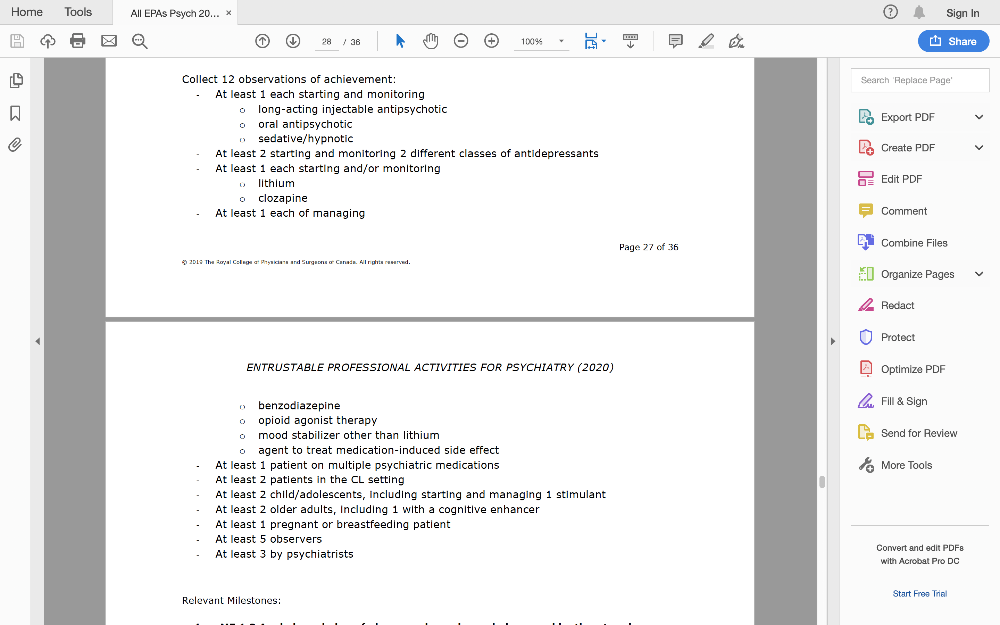 Home Tools All EPAs Psych 20... × ? Sign In
28 / 36 100% Share
Collect 12 observations of achievement:
- At least 1 each starting and monitoring
o long-acting injectable antipsychotic
o oral antipsychotic
o sedative/hypnotic
- At least 2 starting and monitoring 2 different classes of antidepressants
- At least 1 each starting and/or monitoring
o lithium
o clozapine
- At least 1 each of managing
Page 27 of 36
© 2019 The Royal College of Physicians and Surgeons of Canada. All rights reserved.
ENTRUSTABLE PROFESSIONAL ACTIVITIES FOR PSYCHIATRY (2020)
o benzodiazepine
o opioid agonist therapy
o mood stabilizer other than lithium
o agent to treat medication-induced side effect
- At least 1 patient on multiple psychiatric medications
- At least 2 patients in the CL setting
- At least 2 child/adolescents, including starting and managing 1 stimulant
- At least 2 older adults, including 1 with a cognitive enhancer
- At least 1 pregnant or breastfeeding patient
- At least 5 observers
- At least 3 by psychiatrists
Relevant Milestones:
Search 'Replace Page'
Export PDF
Create PDF
Edit PDF
Comment
Combine Files
Organize Pages
Redact
Protect
Optimize PDF
Fill & Sign
Send for Review
More Tools
Convert and edit PDFs
with Acrobat Pro DC
Start Free Trial